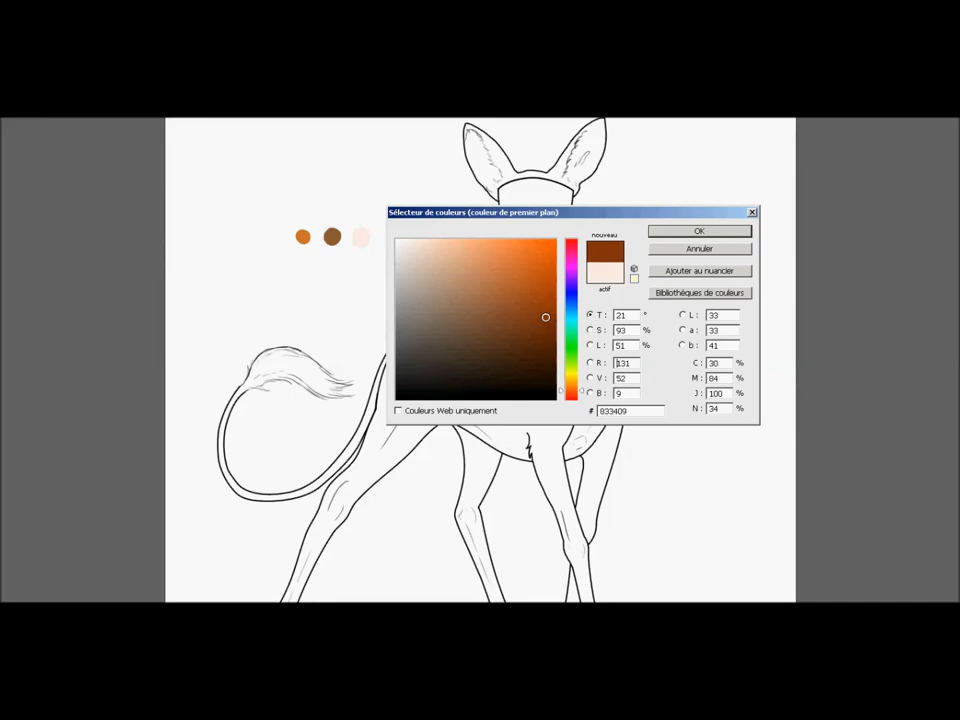 Sélecteur de couleurs (couleur de premier plan)
nouveau
actif
OK
Annuler
Ajouter au nuancier
Bibliothèques de couleurs
T : 21 °
S : 93 %
L : 51 %
R : 131
V : 52
B : 9
# 833409
L : 33
a : 33
b : 41
C : 30 %
M : 84 %
J : 100 %
N : 34 %
Couleurs Web uniquement